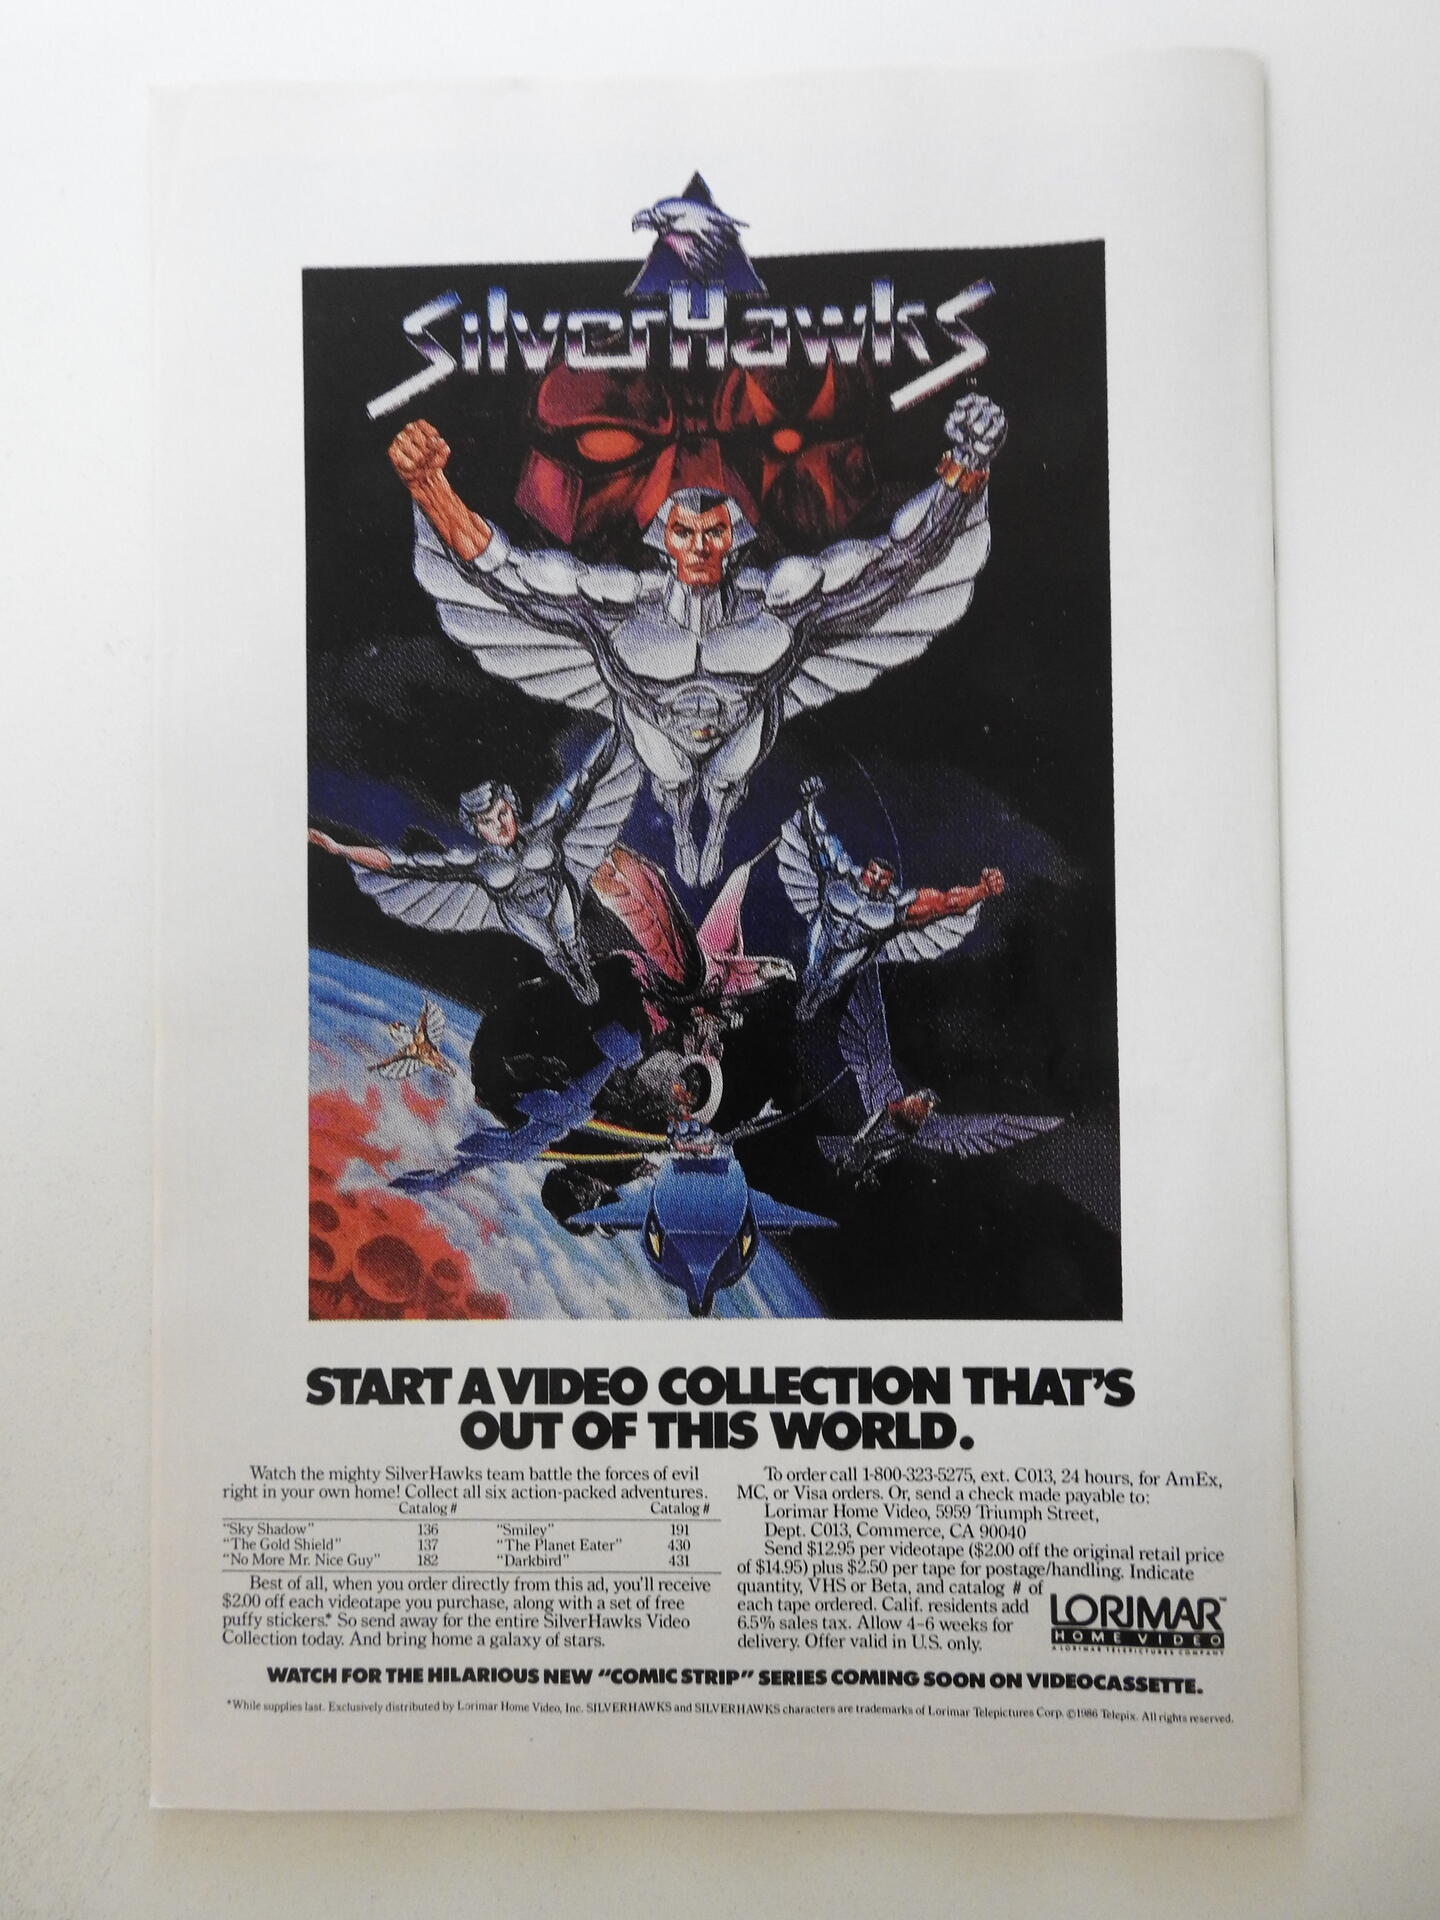 SilverHawks
TM
START A VIDEO COLLECTION THAT'S
OUT OF THIS WORLD.
Watch the mighty SilverHawks team battle the forces of evil
right in your own home! Collect all six action-packed adventures.
Catalog # Catalog #
"Sky Shadow" 136 "Smiley" 191
"The Gold Shield" 137 "The Planet Eater" 430
"No More Mr. Nice Guy" 182 "Darkbird" 431
Best of all, when you order directly from this ad, you'll receive
$2.00 off each videotape you purchase, along with a set of free
puffy stickers.* So send away for the entire SilverHawks Video
Collection today. And bring home a galaxy of stars.
To order call 1-800-323-5275, ext. C013, 24 hours, for AmEx,
MC, or Visa orders. Or, send a check made payable to:
Lorimar Home Video, 5959 Triumph Street,
Dept. C013, Commerce, CA 90040
Send $12.95 per videotape ($2.00 off the original retail price
of $14.95) plus $2.50 per tape for postage/handling. Indicate
quantity, VHS or Beta, and catalog # of
each tape ordered. Calif. residents add
6.5% sales tax. Allow 4-6 weeks for
delivery. Offer valid in U.S. only.
LORIMAR™
HOME VIDEO
A LORIMAR TELEPICTURES COMPANY
WATCH FOR THE HILARIOUS NEW "COMIC STRIP" SERIES COMING SOON ON VIDEOCASSETTE.
*While supplies last. Exclusively distributed by Lorimar Home Video, Inc. SILVERHAWKS and SILVERHAWKS characters are trademarks of Lorimar Telepictures Corp. ©1986 Telepix. All rights reserved.